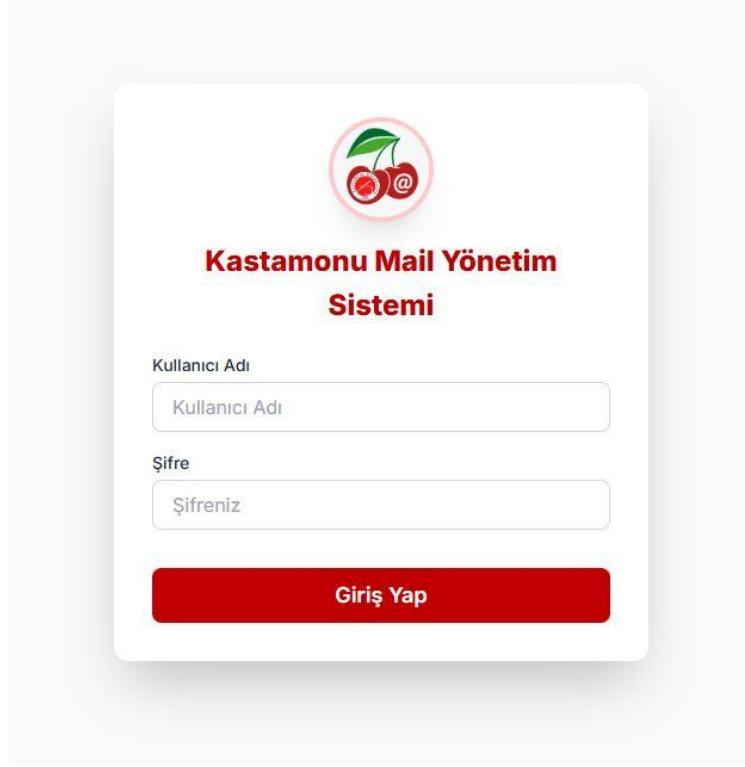 @
Kastamonu Mail Yönetim
Sistemi
Kullanıcı Adı
Kullanıcı Adı
Şifre
Şifreniz
Giriş Yap